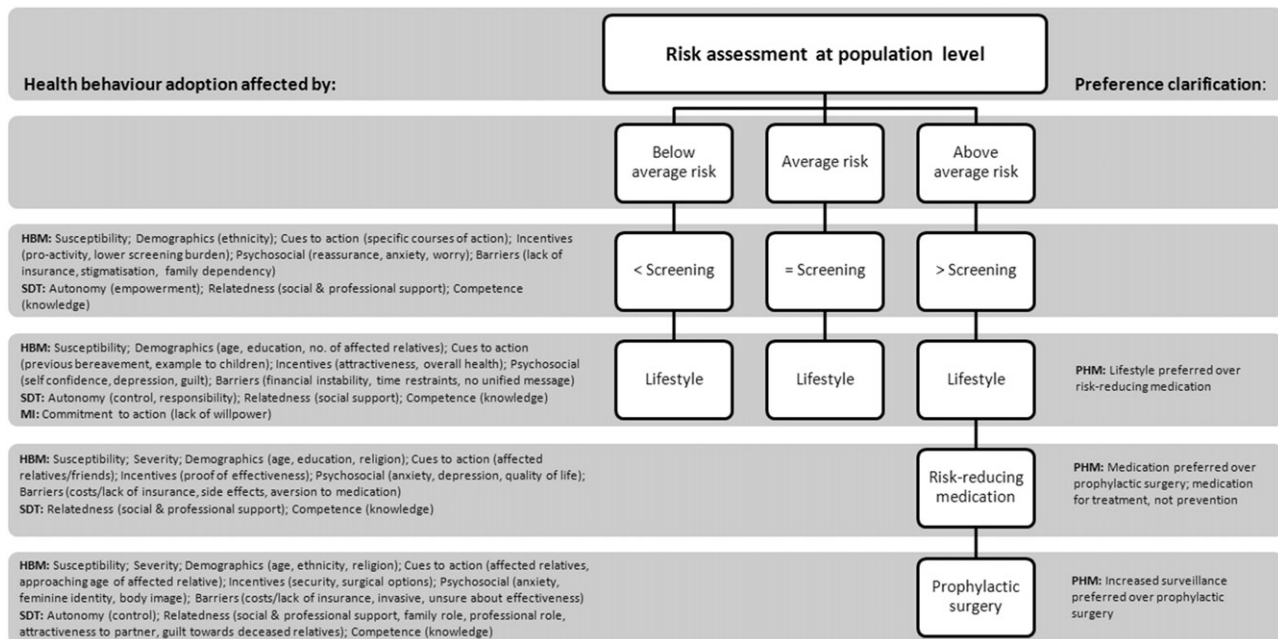 Risk assessment at population level
Health behaviour adoption affected by:
Preference clarification:
Below
average risk
Average risk
Above
average risk
HBM: Susceptibility; Demographics (ethnicity); Cues to action (specific courses of action); Incentives
(pro-activity, lower screening burden); Psychosocial (reassurance, anxiety, worry); Barriers (lack of
insurance, stigmatisation, family dependency)
SDT: Autonomy (empowerment); Relatedness (social & professional support); Competence
(knowledge)
< Screening
= Screening
> Screening
HBM: Susceptibility; Demographics (age, education, no. of affected relatives); Cues to action
(previous bereavement, example to children); Incentives (attractiveness, overall health); Psychosocial
(self confidence, depression, guilt); Barriers (financial instability, time restraints, no unified message)
SDT: Autonomy (control, responsibility); Relatedness (social support); Competence (knowledge)
MI: Commitment to action (lack of willpower)
Lifestyle
Lifestyle
Lifestyle
PHM: Lifestyle preferred over
risk-reducing medication
HBM: Susceptibility; Severity; Demographics (age, education, religion); Cues to action (affected
relatives/friends); Incentives (proof of effectiveness); Psychosocial (anxiety, depression, quality of life);
Barriers (costs/lack of insurance, side effects, aversion to medication)
SDT: Relatedness (social & professional support); Competence (knowledge)
Risk-reducing
medication
PHM: Medication preferred over
prophylactic surgery; medication
for treatment, not prevention
HBM: Susceptibility; Severity; Demographics (age, ethnicity, religion); Cues to action (affected relatives,
approaching age of affected relative); Incentives (security, surgical options); Psychosocial (anxiety,
feminine identity, body image); Barriers (costs/lack of insurance, invasive, unsure about effectiveness)
SDT: Autonomy (control); Relatedness (social & professional support, family role, professional role,
attractiveness to partner, guilt towards deceased relatives); Competence (knowledge)
Prophylactic
surgery
PHM: Increased surveillance
preferred over prophylactic
surgery